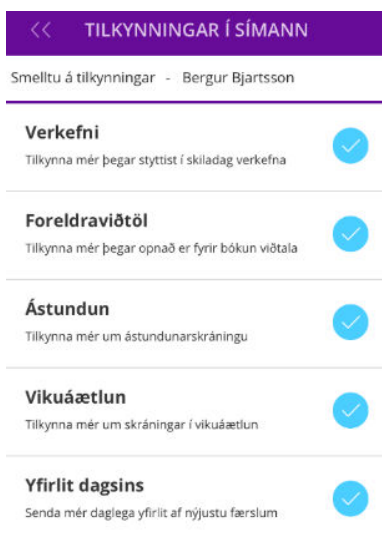 TILKYNNINGAR Í SÍMANN
Smelltu á tilkynningar - Bergur Bjartsson
Verkefni
Tilkynna mér þegar styttist í skiladag verkefna
Foreldraviðtöl
Tilkynna mér þegar opnað er fyrir bókun viðtala
Ástundun
Tilkynna mér um ástundunarskráningu
Vikuáætlun
Tilkynna mér um skráningar í vikuáætlun
Yfirlit dagsins
Senda mér daglega yfirlit af nýjustu færslum